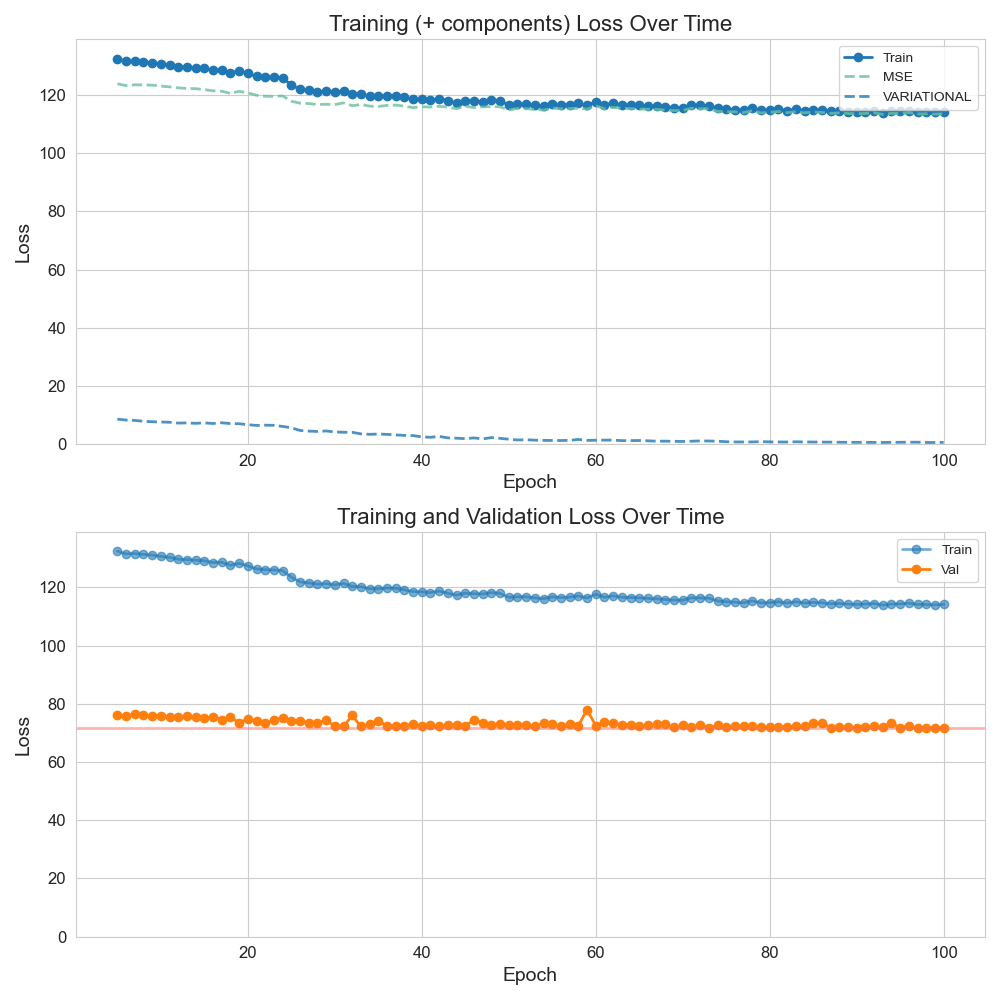 Training (+ components) Loss Over Time
Train
MSE
VARIATIONAL
120
100
80
60
40
20
0
Loss
20 40 60 80 100
Epoch
Training and Validation Loss Over Time
Train
Val
120
100
80
60
40
20
0
Loss
20 40 60 80 100
Epoch